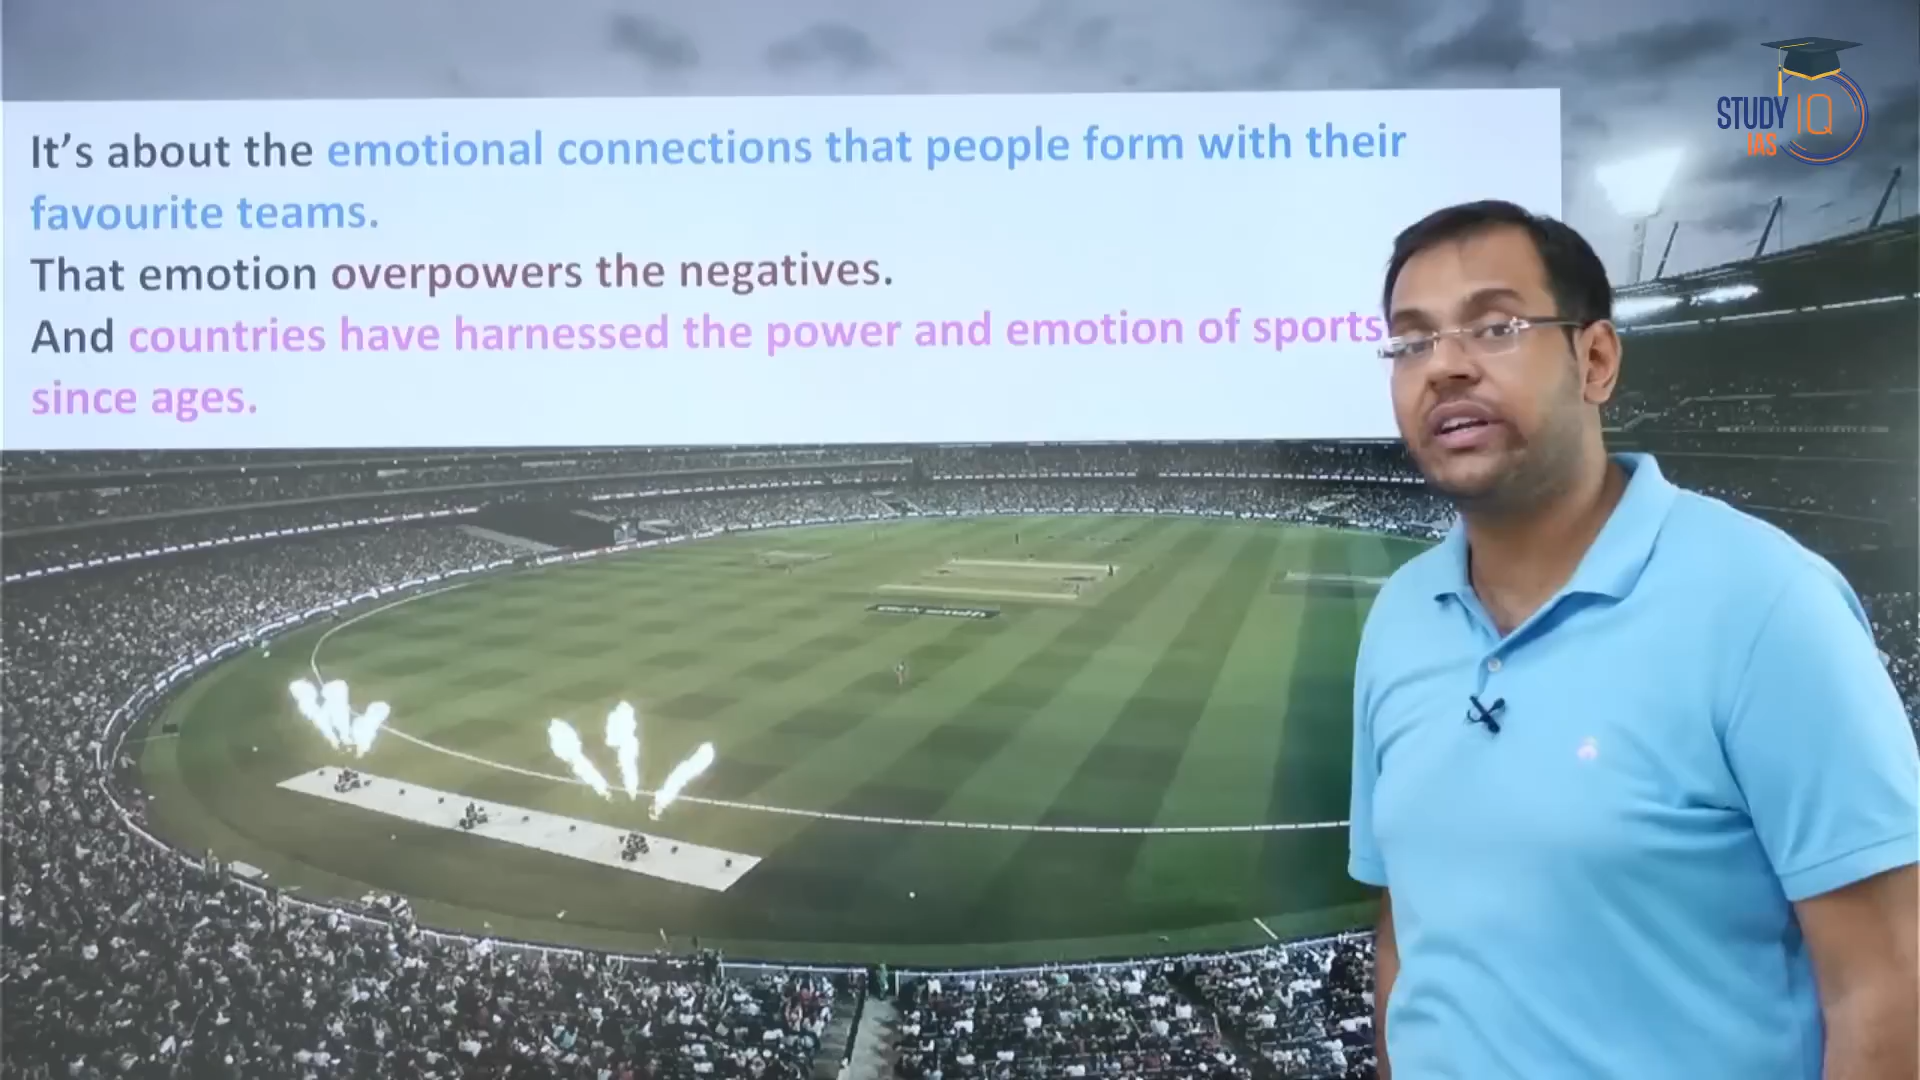 It’s about the emotional connections that people form with their
favourite teams.
That emotion overpowers the negatives.
And countries have harnessed the power and emotion of sports
since ages.
STUDY IQ
IAS